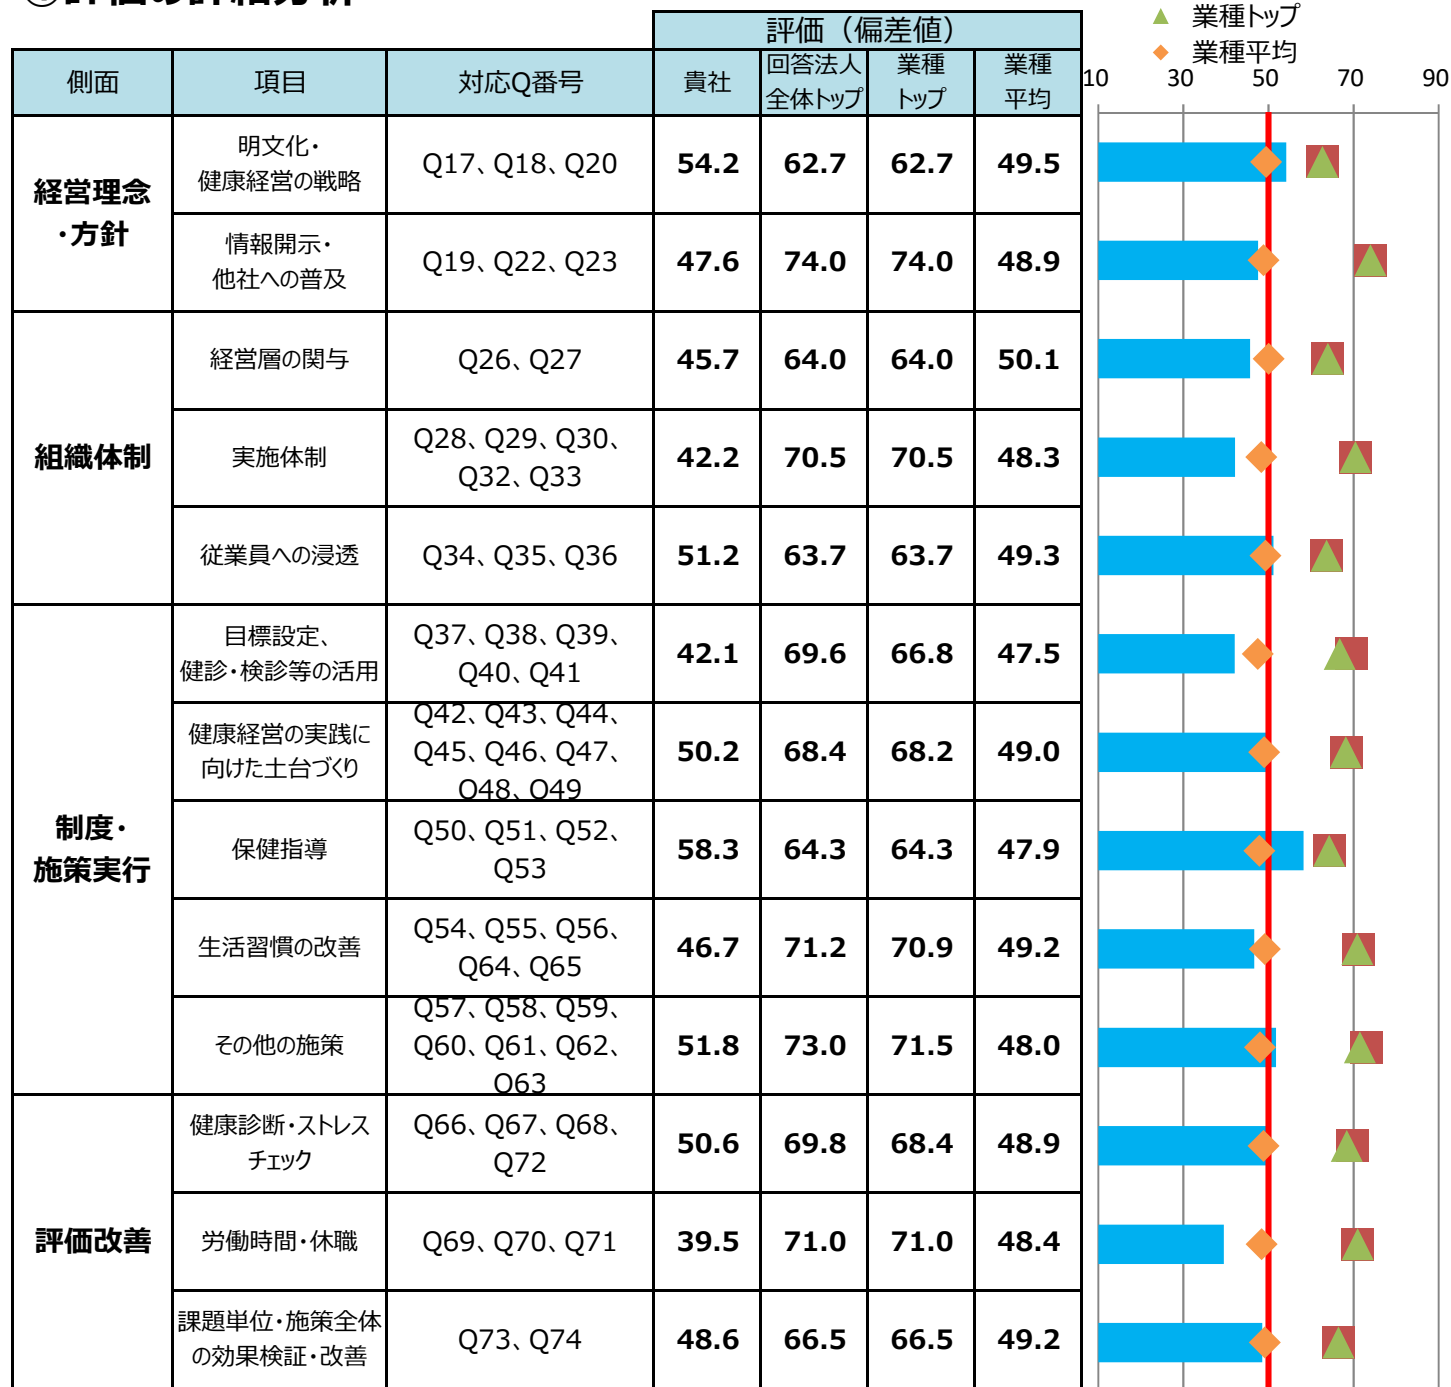 ①評価の詳細分析
▲ 業種トップ
◆ 業種平均
評価（偏差値）
側面 項目 対応Q番号 貴社 回答法人全体トップ 業種トップ 業種平均
10 30 50 70 90
経営理念・方針
明文化・健康経営の戦略 Q17、Q18、Q20 54.2 62.7 62.7 49.5
情報開示・他社への普及 Q19、Q22、Q23 47.6 74.0 74.0 48.9
組織体制
経営層の関与 Q26、Q27 45.7 64.0 64.0 50.1
実施体制 Q28、Q29、Q30、Q32、Q33 42.2 70.5 70.5 48.3
従業員への浸透 Q34、Q35、Q36 51.2 63.7 63.7 49.3
制度・施策実行
目標設定、健診・検診等の活用 Q37、Q38、Q39、Q40、Q41 42.1 69.6 66.8 47.5
健康経営の実践に向けた土台づくり Q42、Q43、Q44、Q45、Q46、Q47、Q48、Q49 50.2 68.4 68.2 49.0
保健指導 Q50、Q51、Q52、Q53 58.3 64.3 64.3 47.9
生活習慣の改善 Q54、Q55、Q56、Q64、Q65 46.7 71.2 70.9 49.2
その他の施策 Q57、Q58、Q59、Q60、Q61、Q62、Q63 51.8 73.0 71.5 48.0
評価改善
健康診断・ストレスチェック Q66、Q67、Q68、Q72 50.6 69.8 68.4 48.9
労働時間・休職 Q69、Q70、Q71 39.5 71.0 71.0 48.4
課題単位・施策全体の効果検証・改善 Q73、Q74 48.6 66.5 66.5 49.2